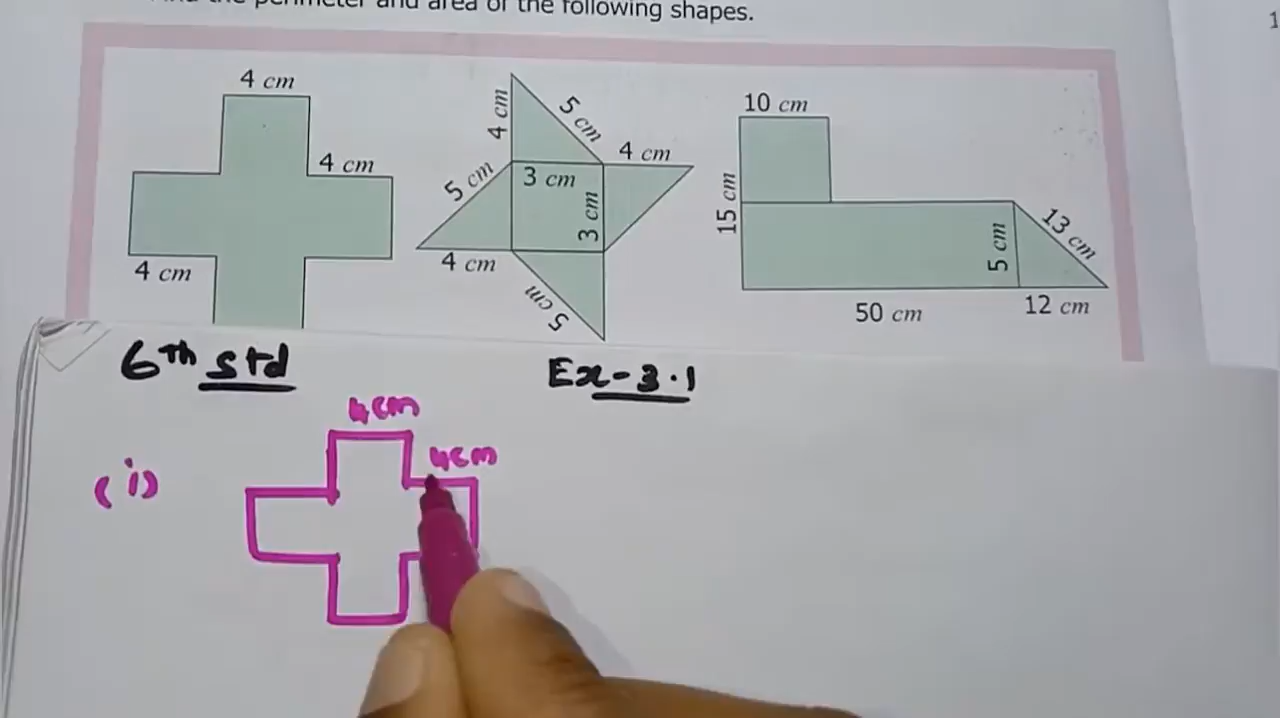 the perimeter and area of the following shapes.
1
4 cm
4 cm
4 cm
4 cm
5 cm
4 cm
5 cm
3 cm
3 cm
4 cm
5 cm
10 cm
15 cm
5 cm
13 cm
50 cm
12 cm
6Th std
Ex-3.1
4cm
4cm
(i)